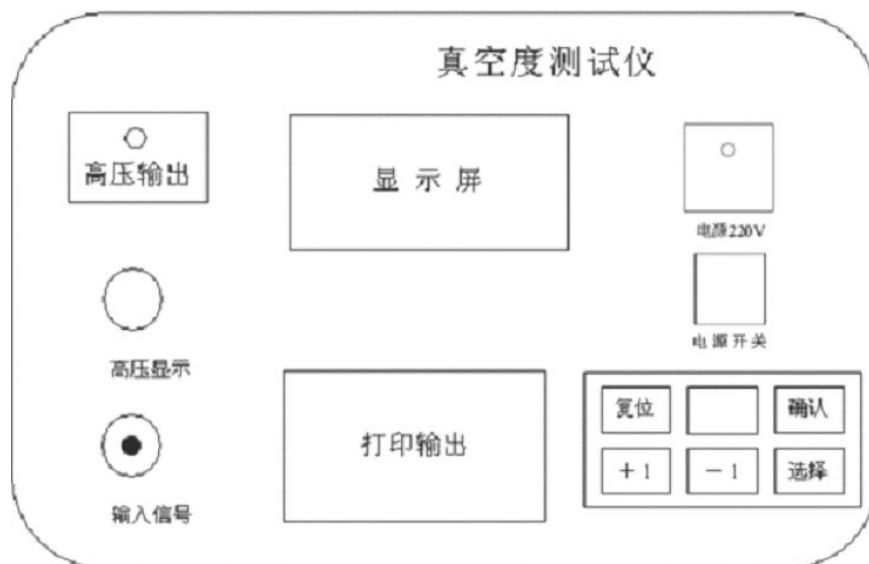 真空度测试仪
高压输出
显示屏
电源220V
高压显示
电源开关
输入信号
打印输出
复位
确认
+1
-1
选择